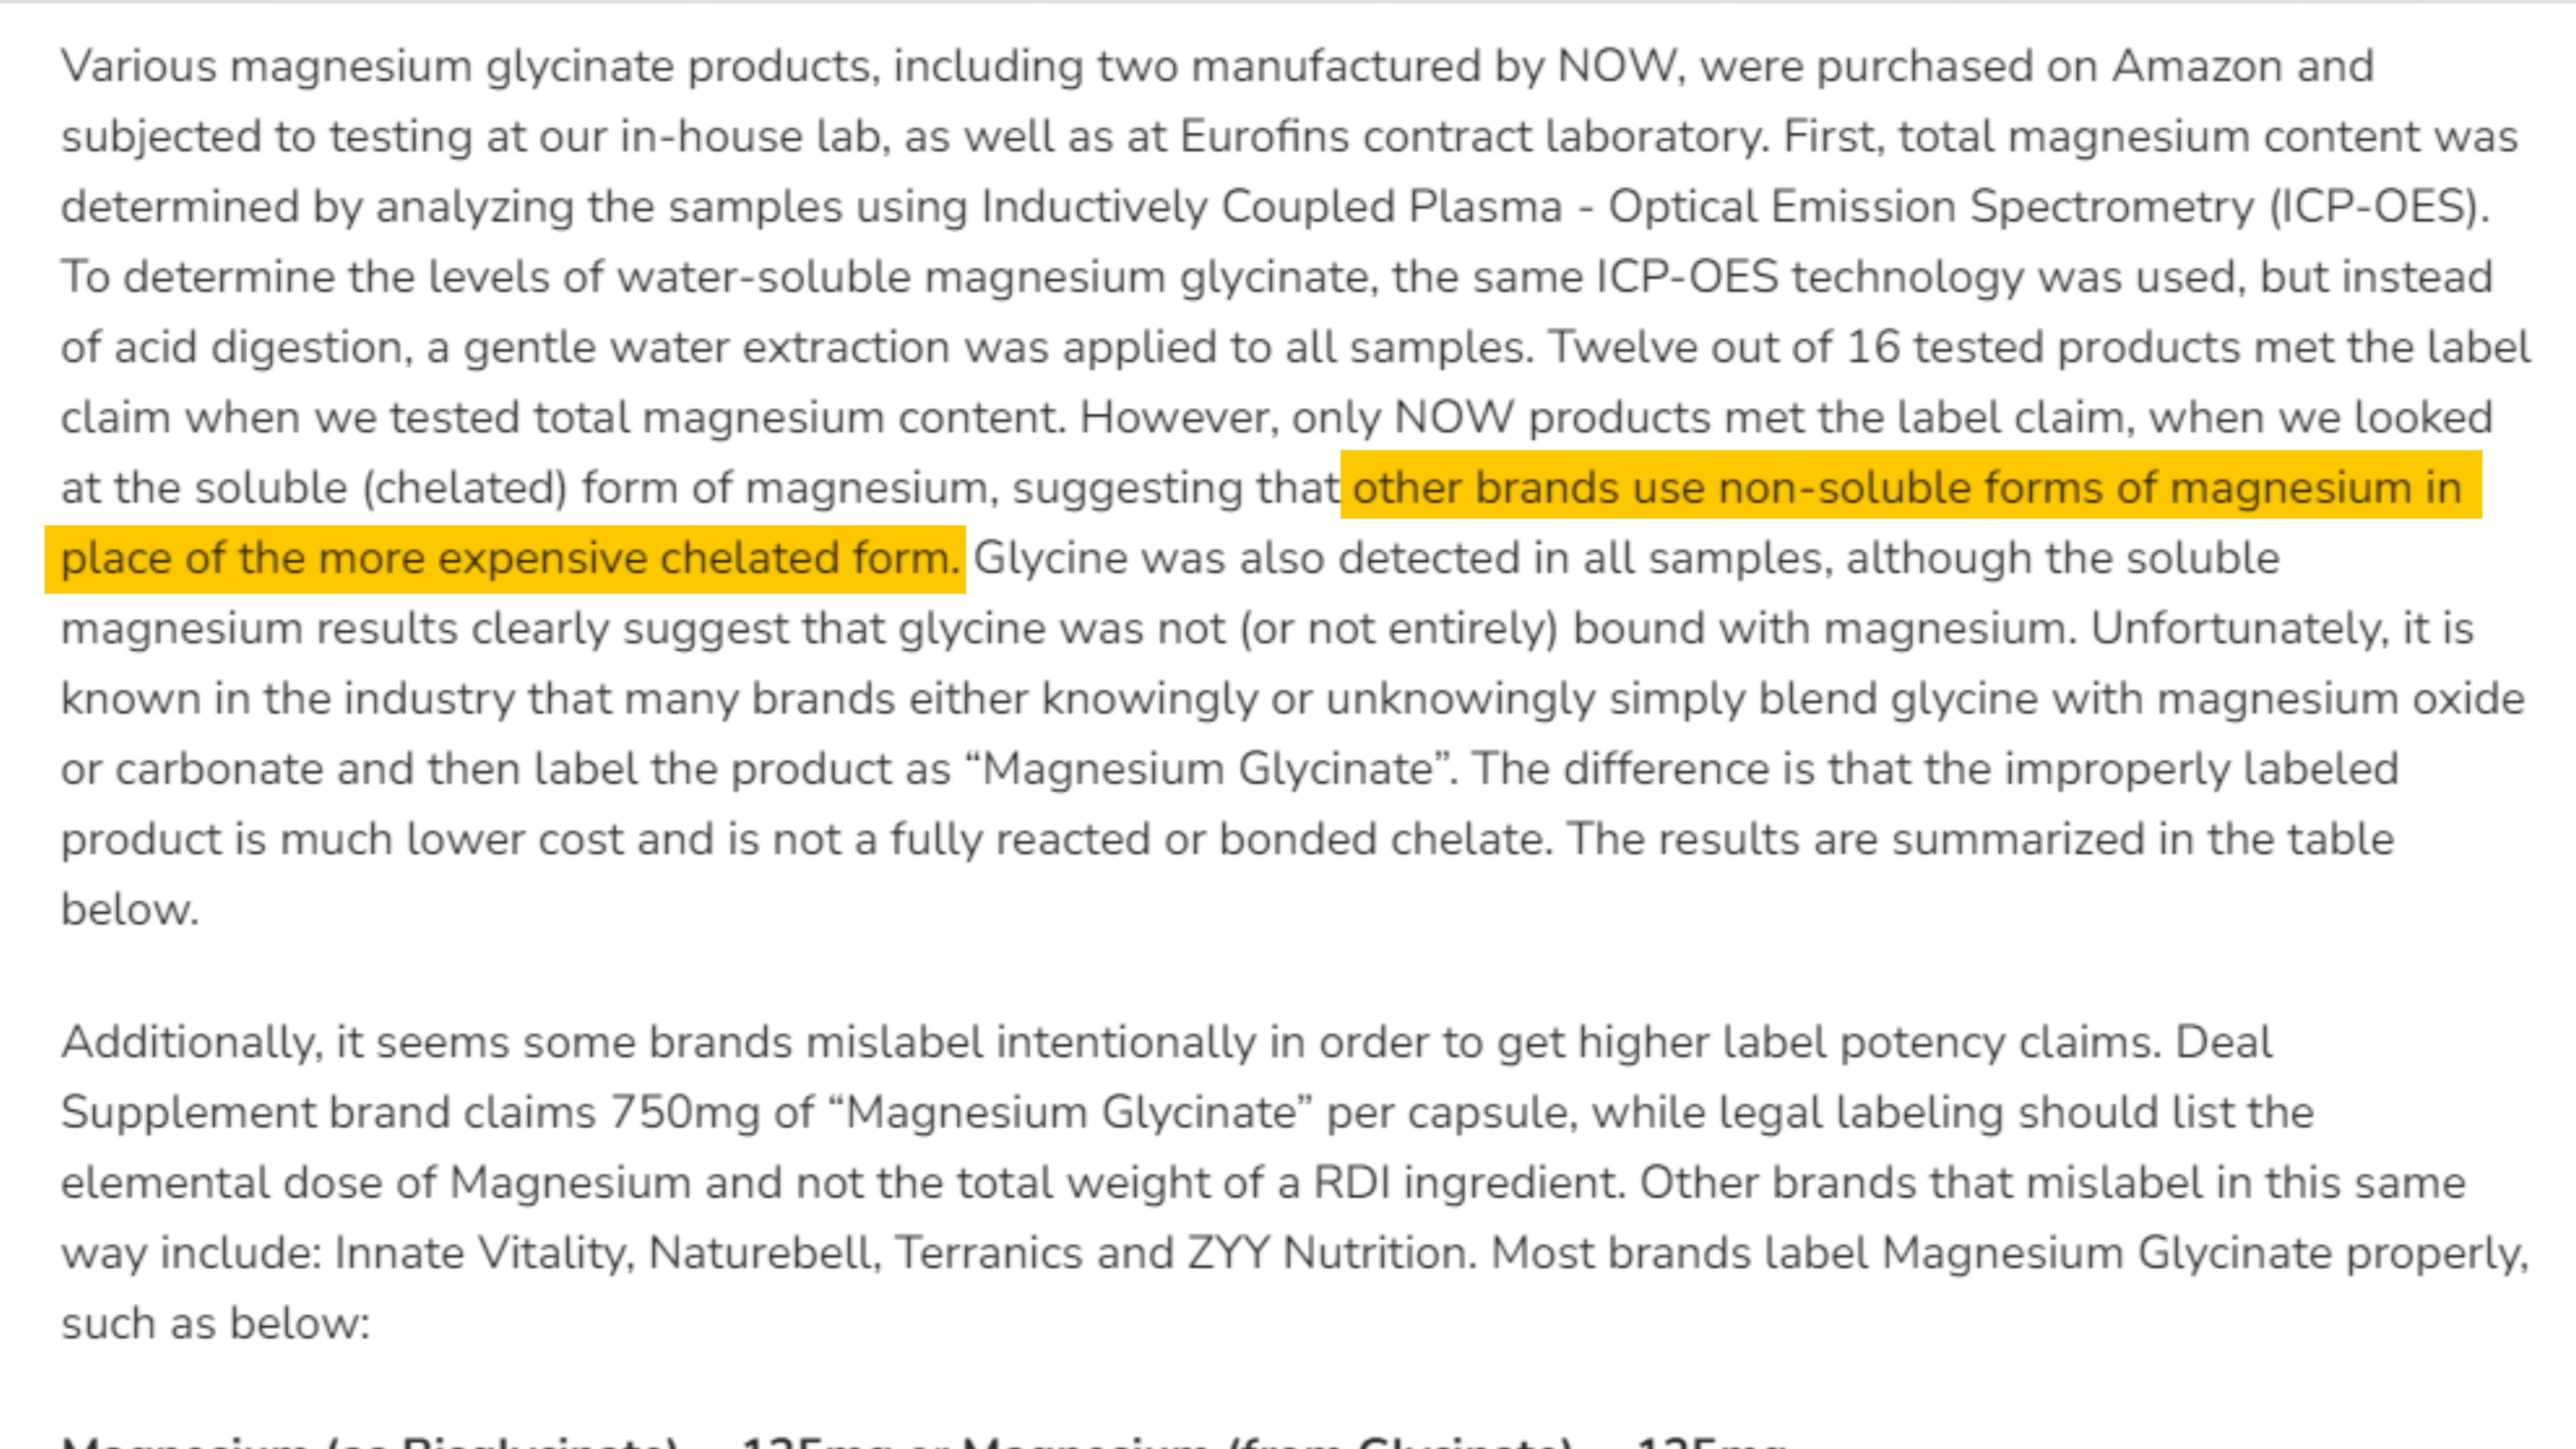 Various magnesium glycinate products, including two manufactured by NOW, were purchased on Amazon and
subjected to testing at our in-house lab, as well as at Eurofins contract laboratory. First, total magnesium content was
determined by analyzing the samples using Inductively Coupled Plasma - Optical Emission Spectrometry (ICP-OES).
To determine the levels of water-soluble magnesium glycinate, the same ICP-OES technology was used, but instead
of acid digestion, a gentle water extraction was applied to all samples. Twelve out of 16 tested products met the label
claim when we tested total magnesium content. However, only NOW products met the label claim, when we looked
at the soluble (chelated) form of magnesium, suggesting that other brands use non-soluble forms of magnesium in
place of the more expensive chelated form. Glycine was also detected in all samples, although the soluble
magnesium results clearly suggest that glycine was not (or not entirely) bound with magnesium. Unfortunately, it is
known in the industry that many brands either knowingly or unknowingly simply blend glycine with magnesium oxide
or carbonate and then label the product as “Magnesium Glycinate”. The difference is that the improperly labeled
product is much lower cost and is not a fully reacted or bonded chelate. The results are summarized in the table
below.
Additionally, it seems some brands mislabel intentionally in order to get higher label potency claims. Deal
Supplement brand claims 750mg of “Magnesium Glycinate” per capsule, while legal labeling should list the
elemental dose of Magnesium and not the total weight of a RDI ingredient. Other brands that mislabel in this same
way include: Innate Vitality, Naturebell, Terranics and ZYY Nutrition. Most brands label Magnesium Glycinate properly,
such as below:
Magnesium (as Bisglycinate) 125mg or Magnesium (from Glycinate) 125mg